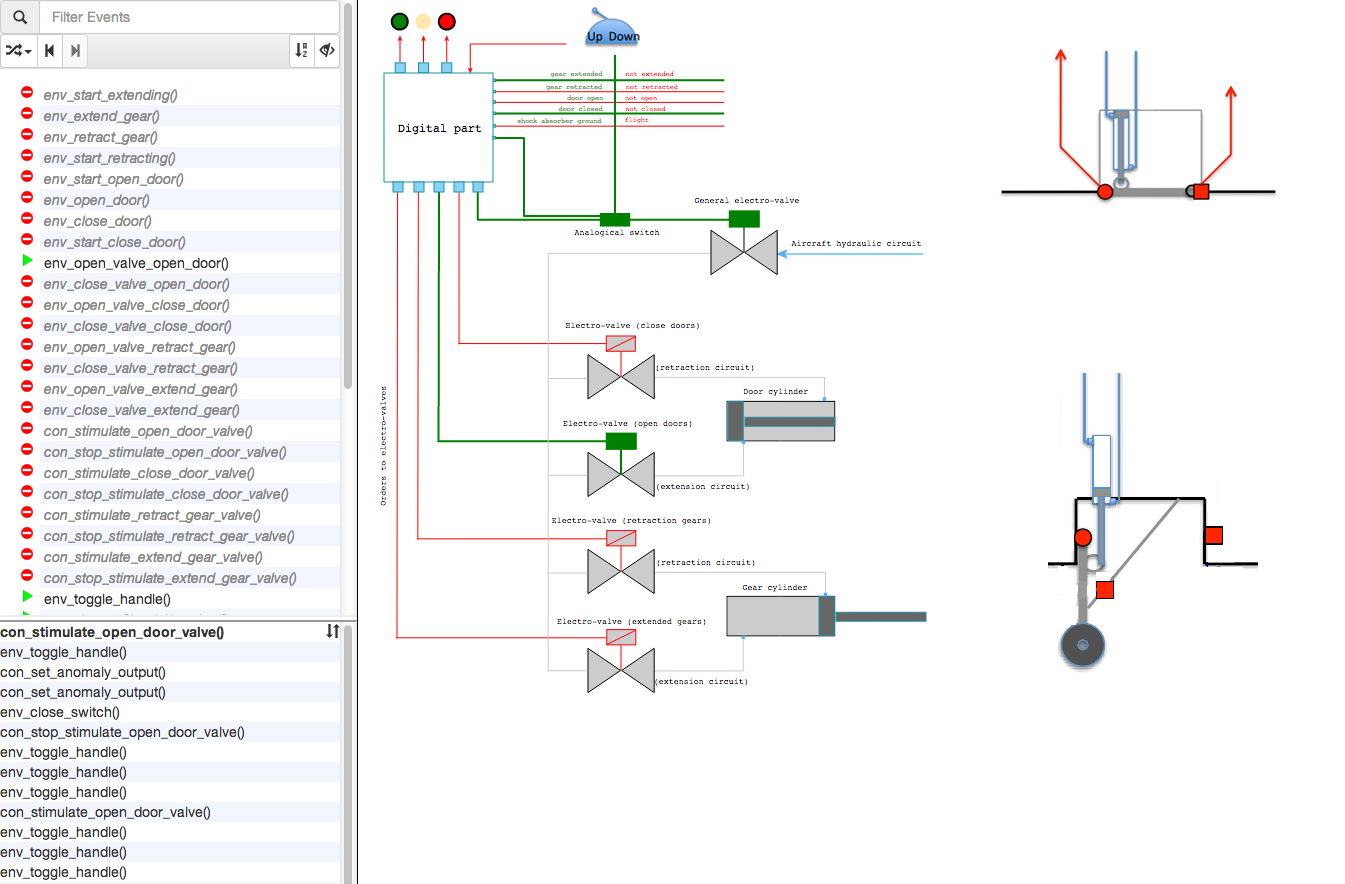 Filter Events
env_start_extending()
env_extend_gear()
env_retract_gear()
env_start_retracting()
env_start_open_door()
env_open_door()
env_close_door()
env_start_close_door()
env_open_valve_open_door()
env_close_valve_open_door()
env_open_valve_close_door()
env_close_valve_close_door()
env_open_valve_retract_gear()
env_close_valve_retract_gear()
env_open_valve_extend_gear()
env_close_valve_extend_gear()
con_stimulate_open_door_valve()
con_stop_stimulate_open_door_valve()
con_stimulate_close_door_valve()
con_stop_stimulate_close_door_valve()
con_stimulate_retract_gear_valve()
con_stop_stimulate_retract_gear_valve()
con_stimulate_extend_gear_valve()
con_stop_stimulate_extend_gear_valve()
env_toggle_handle()
con_stimulate_open_door_valve()
env_toggle_handle()
con_set_anomaly_output()
con_set_anomaly_output()
env_close_switch()
con_stop_stimulate_open_door_valve()
env_toggle_handle()
env_toggle_handle()
env_toggle_handle()
con_stimulate_open_door_valve()
env_toggle_handle()
env_toggle_handle()
env_toggle_handle()
Up Down
gear extended not extended
gear retracted not retracted
door open not open
door closed not closed
shock absorber ground flight
Digital part
General electro-valve
Analogical switch
Aircraft hydraulic circuit
Electro-valve (close doors)
(retraction circuit)
Door cylinder
Orders to electro-valves
Electro-valve (open doors)
(extension circuit)
Electro-valve (retraction gears)
(retraction circuit)
Gear cylinder
Electro-valve (extended gears)
(extension circuit)